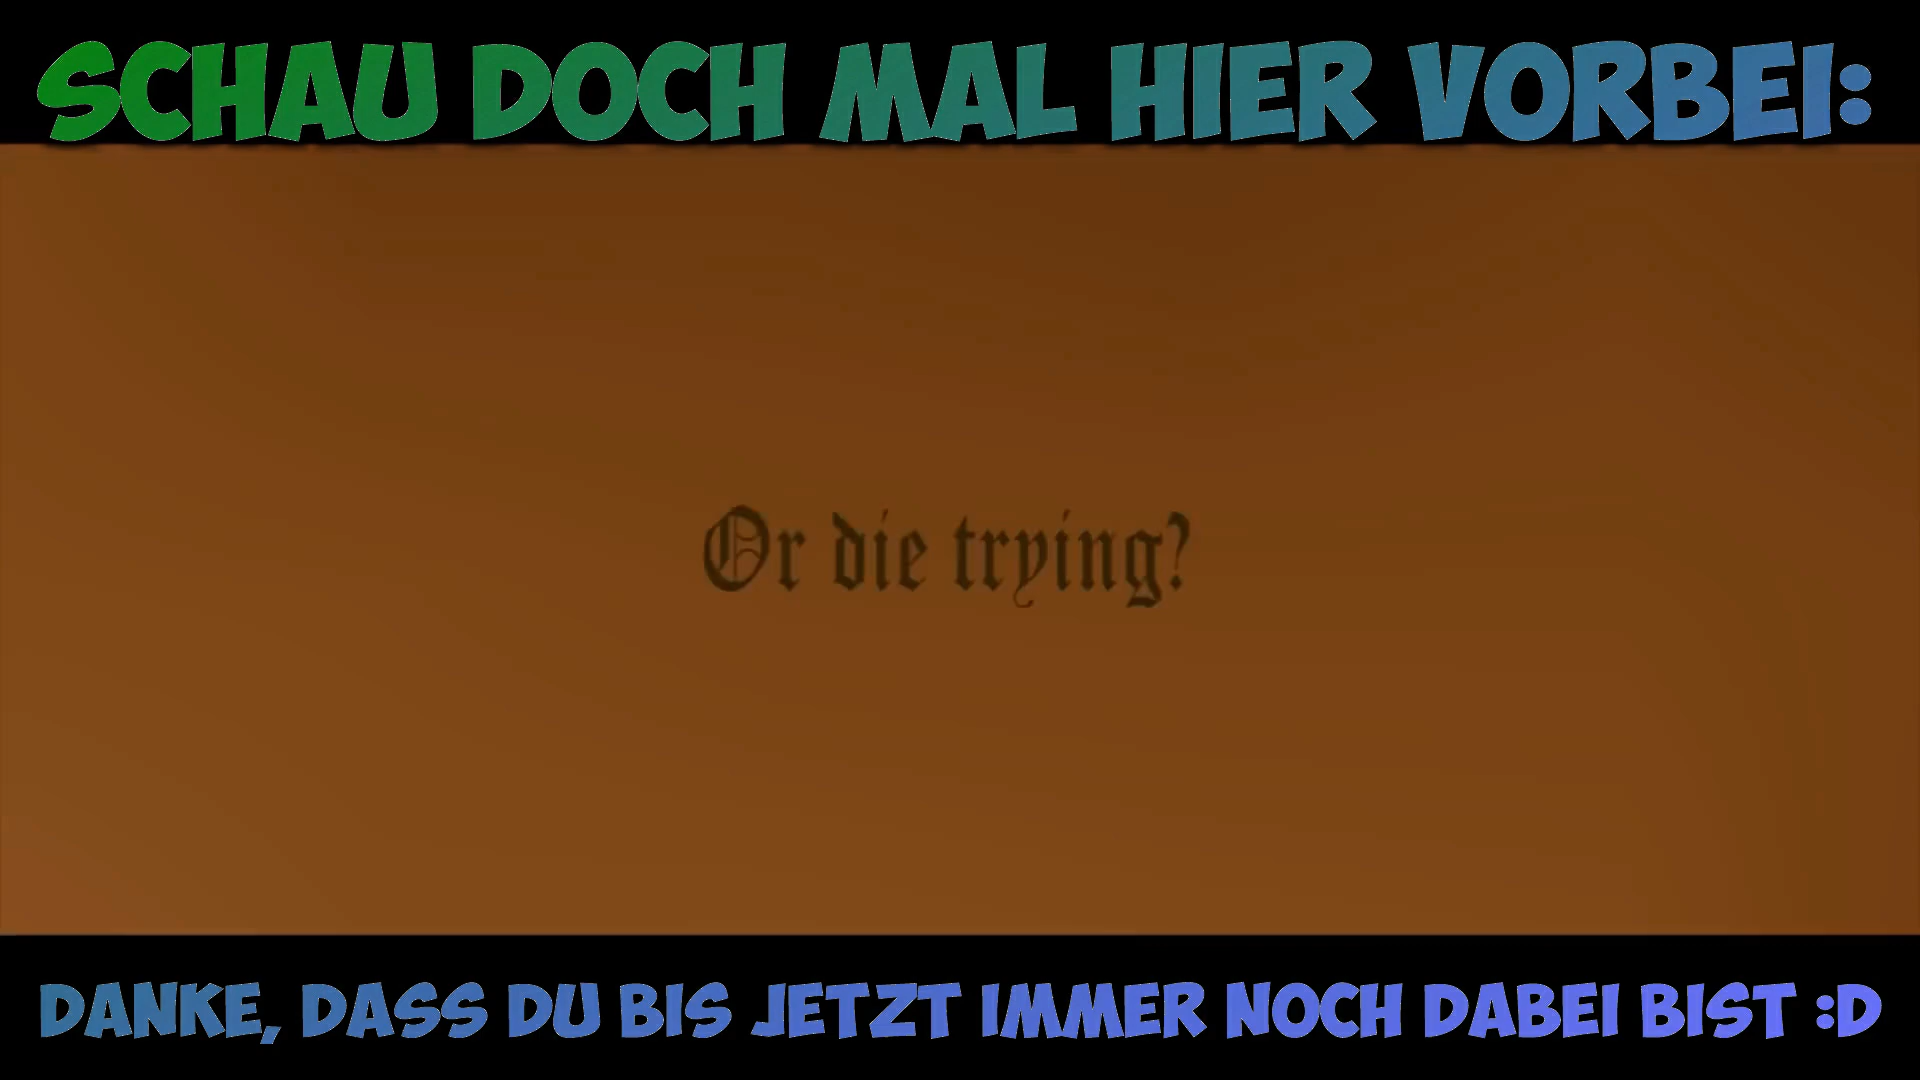 SCHAU DOCH MAL HIER VORBEI:
Or die trying?
DANKE, DASS DU BIS JETZT IMMER NOCH DABEI BIST :D